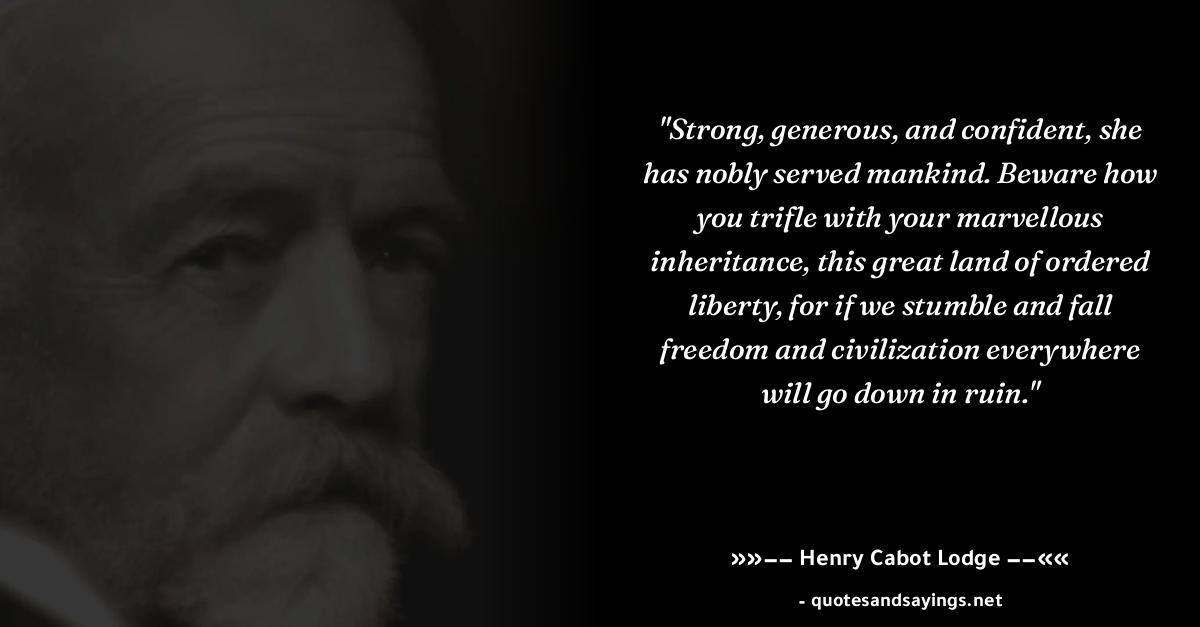 "Strong, generous, and confident, she
has nobly served mankind. Beware how
you trifle with your marvellous
inheritance, this great land of ordered
liberty, for if we stumble and fall
freedom and civilization everywhere
will go down in ruin."
»»-- Henry Cabot Lodge --««
- quotesandsayings.net